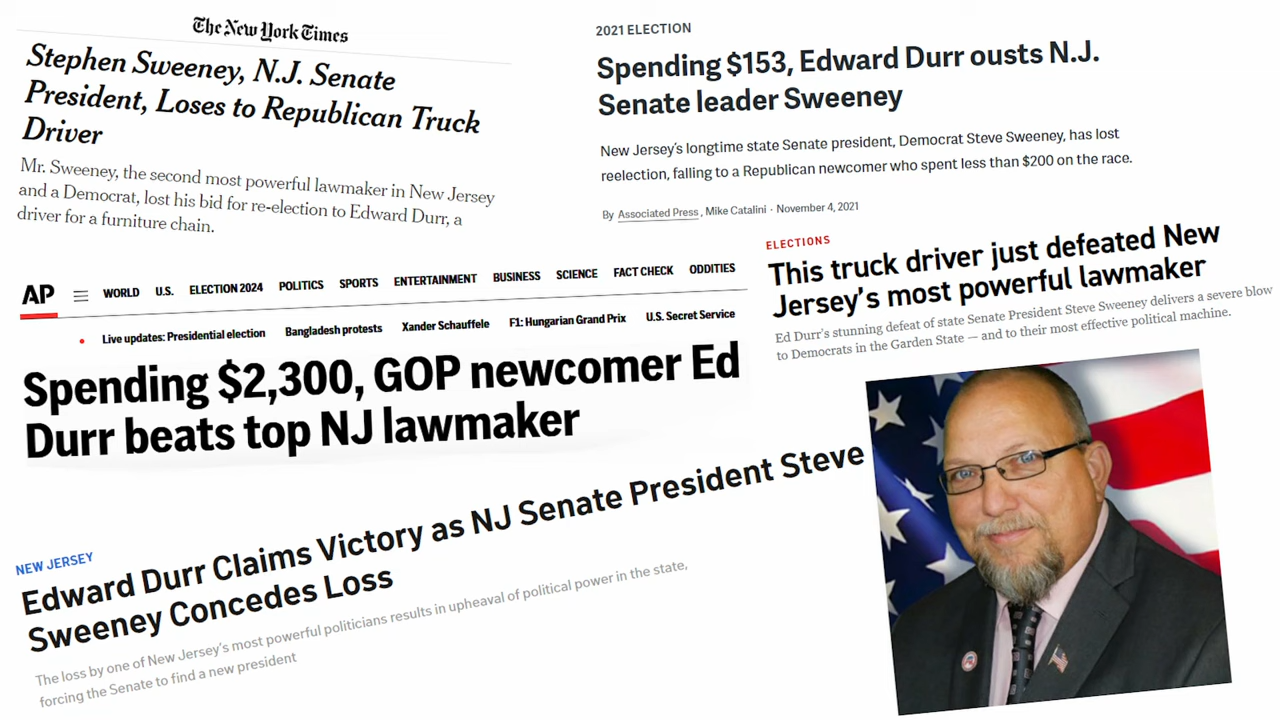 The New York Times
Stephen Sweeney, N.J. Senate
President, Loses to Republican Truck
Driver
Mr. Sweeney, the second most powerful lawmaker in New Jersey
and a Democrat, lost his bid for re-election to Edward Durr, a
driver for a furniture chain.
2021 ELECTION
Spending $153, Edward Durr ousts N.J.
Senate leader Sweeney
New Jersey's longtime state Senate president, Democrat Steve Sweeney, has lost
reelection, falling to a Republican newcomer who spent less than $200 on the race.
By Associated Press, Mike Catalini · November 4, 2021
AP WORLD U.S. ELECTION 2024 POLITICS SPORTS ENTERTAINMENT BUSINESS SCIENCE FACT CHECK ODDITIES
Live updates: Presidential election Bangladesh protests Xander Schauffele F1: Hungarian Grand Prix U.S. Secret Service
Spending $2,300, GOP newcomer Ed
Durr beats top NJ lawmaker
ELECTIONS
This truck driver just defeated New
Jersey's most powerful lawmaker
Ed Durr's stunning defeat of state Senate President Steve Sweeney delivers a severe blow
to Democrats in the Garden State — and to their most effective political machine.
NEW JERSEY
Edward Durr Claims Victory as NJ Senate President Steve
Sweeney Concedes Loss
The loss by one of New Jersey's most powerful politicians results in upheaval of political power in the state,
forcing the Senate to find a new president